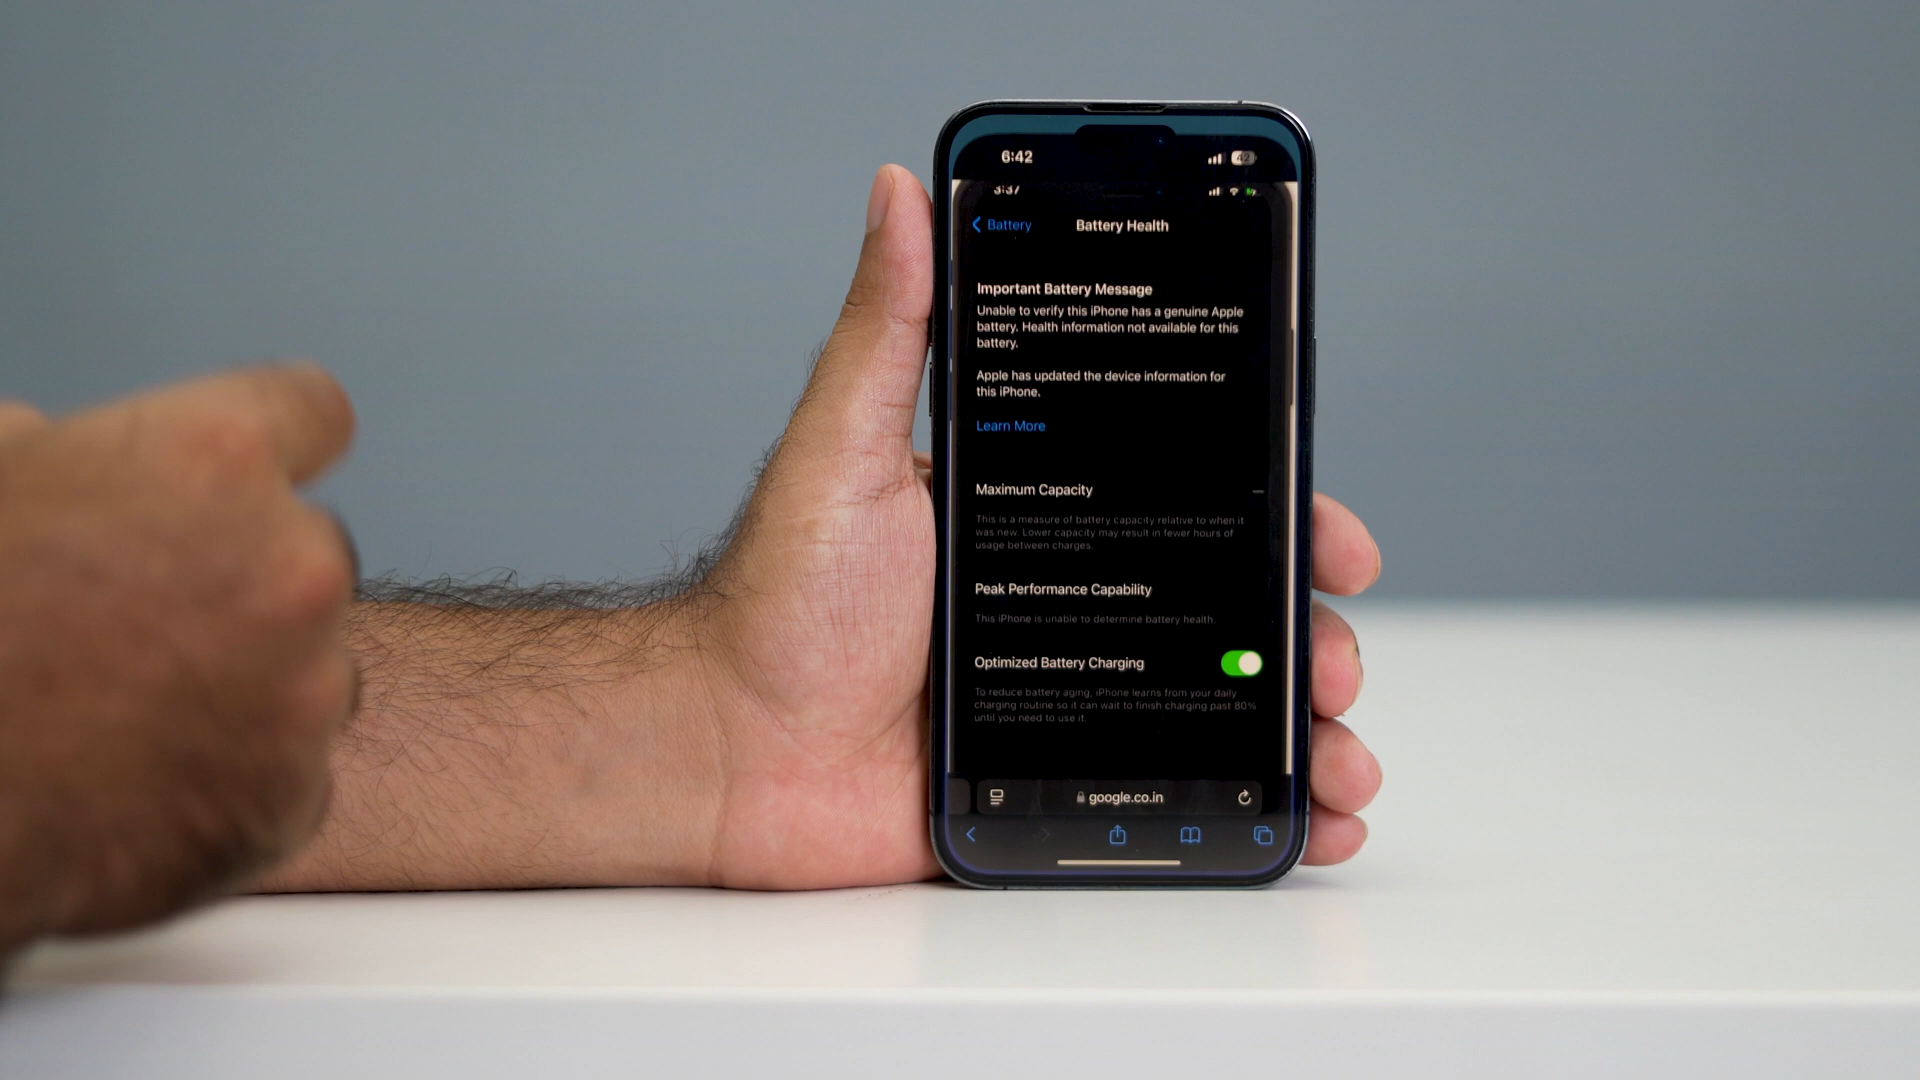 6:42
42
3:37
Battery
Battery Health
Important Battery Message
Unable to verify this iPhone has a genuine Apple
battery. Health information not available for this
battery.
Apple has updated the device information for
this iPhone.
Learn More
Maximum Capacity –
This is a measure of battery capacity relative to when it
was new. Lower capacity may result in fewer hours of
usage between charges.
Peak Performance Capability
This iPhone is unable to determine battery health.
Optimized Battery Charging
To reduce battery aging, iPhone learns from your daily
charging routine so it can wait to finish charging past 80%
until you need to use it.
google.co.in